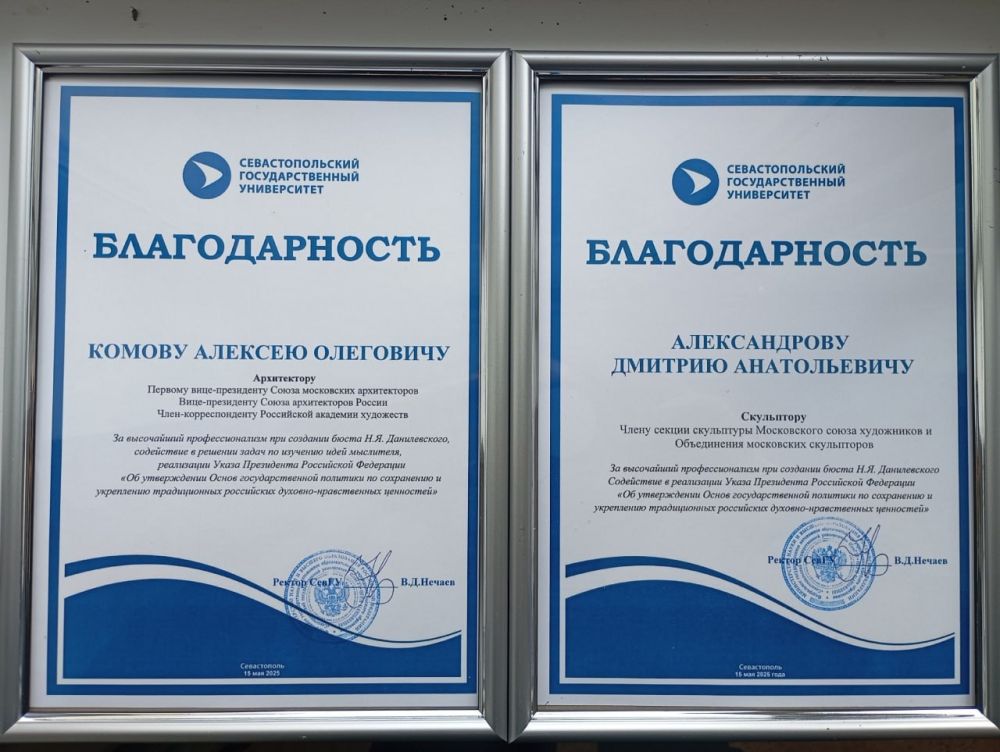 СЕВАСТОПОЛЬСКИЙ
ГОСУДАРСТВЕННЫЙ
УНИВЕРСИТЕТ
БЛАГОДАРНОСТЬ
КОМОВУ АЛЕКСЕЮ ОЛЕГОВИЧУ
Архитектору
Первому вице-президенту Союза московских архитекторов
Вице-президенту Союза архитекторов России
Член-корреспонденту Российской академии художеств
За высочайший профессионализм при создании бюста Н.Я. Данилевского,
содействие в решении задач по изучению идей мыслителя,
реализации Указа Президента Российской Федерации
«Об утверждении Основ государственной политики по сохранению и
укреплению традиционных российских духовно-нравственных ценностей»
Ректор СевГУ В.Д.Нечаев
Севастополь
15 мая 2025
СЕВАСТОПОЛЬСКИЙ
ГОСУДАРСТВЕННЫЙ
УНИВЕРСИТЕТ
БЛАГОДАРНОСТЬ
АЛЕКСАНДРОВУ
ДМИТРИЮ АНАТОЛЬЕВИЧУ
Скульптору
Члену секции скульптуры Московского союза художников и
Объединения московских скульпторов
За высочайший профессионализм при создании бюста Н.Я. Данилевского
Содействие в реализации Указа Президента Российской Федерации
«Об утверждении Основ государственной политики по сохранению и
укреплению традиционных российских духовно-нравственных ценностей»
Ректор СевГУ В.Д.Нечаев
Севастополь
15 мая 2025 года